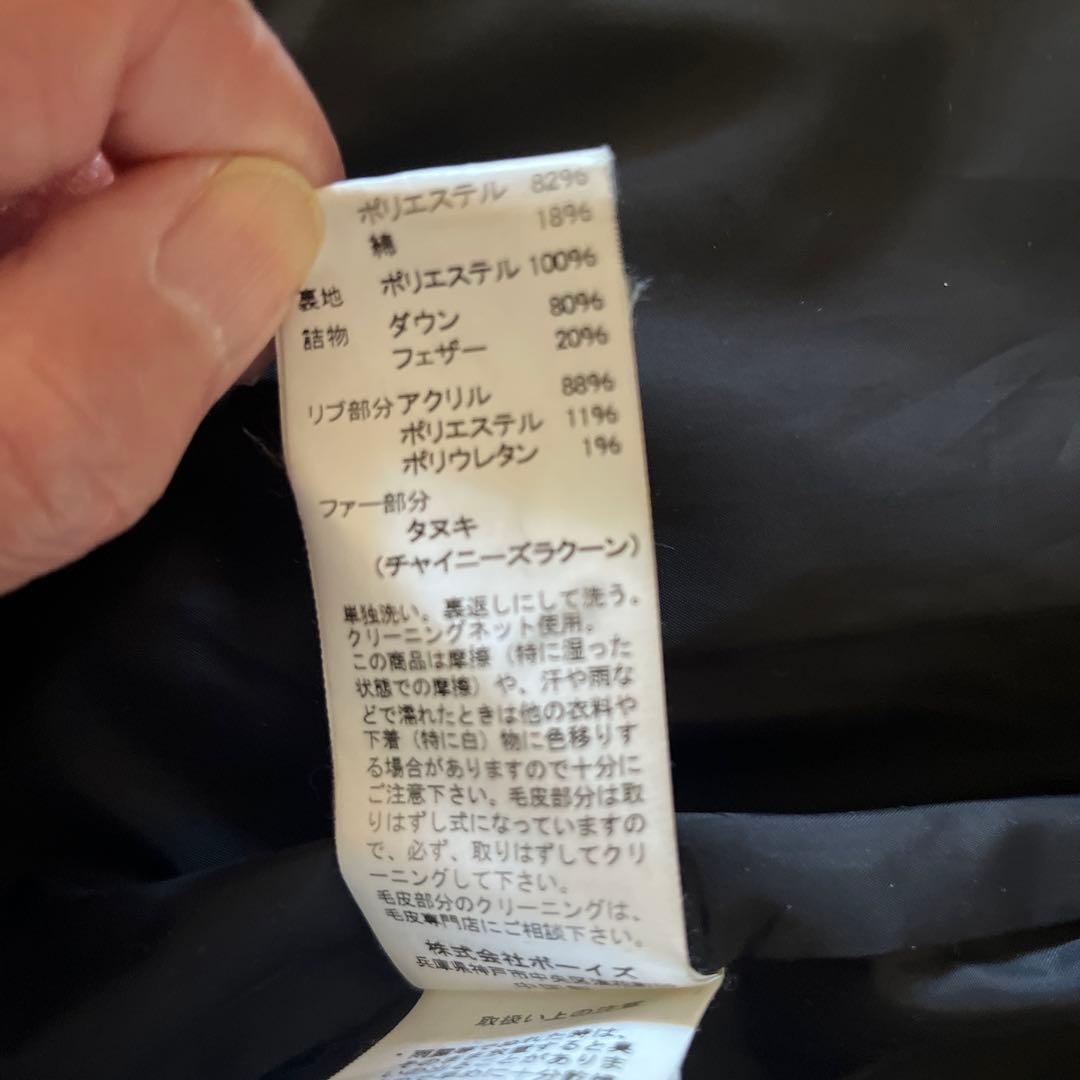 ポリエステル 82%
綿 18%
裏地 ポリエステル 100%
詰物 ダウン 80%
フェザー 20%
リブ部分 アクリル 88%
ポリエステル 11%
ポリウレタン 1%
ファー部分
タヌキ
(チャイニーズラクーン)
単独洗い。裏返しにして洗う。
クリーニングネット使用。
この商品は摩擦(特に湿った
状態での摩擦)や、汗や雨な
どで濡れたときは他の衣料や
下着(特に白)物に色移りす
る場合がありますので十分に
ご注意下さい。毛皮部分は取
りはずし式になっていますの
で、必ず、取りはずしてクリ
ーニングして下さい。
毛皮部分のクリーニングは、
毛皮専門店にご相談下さい。
株式会社ボーイズ
兵庫県神戸市中央区
取扱い上の注意